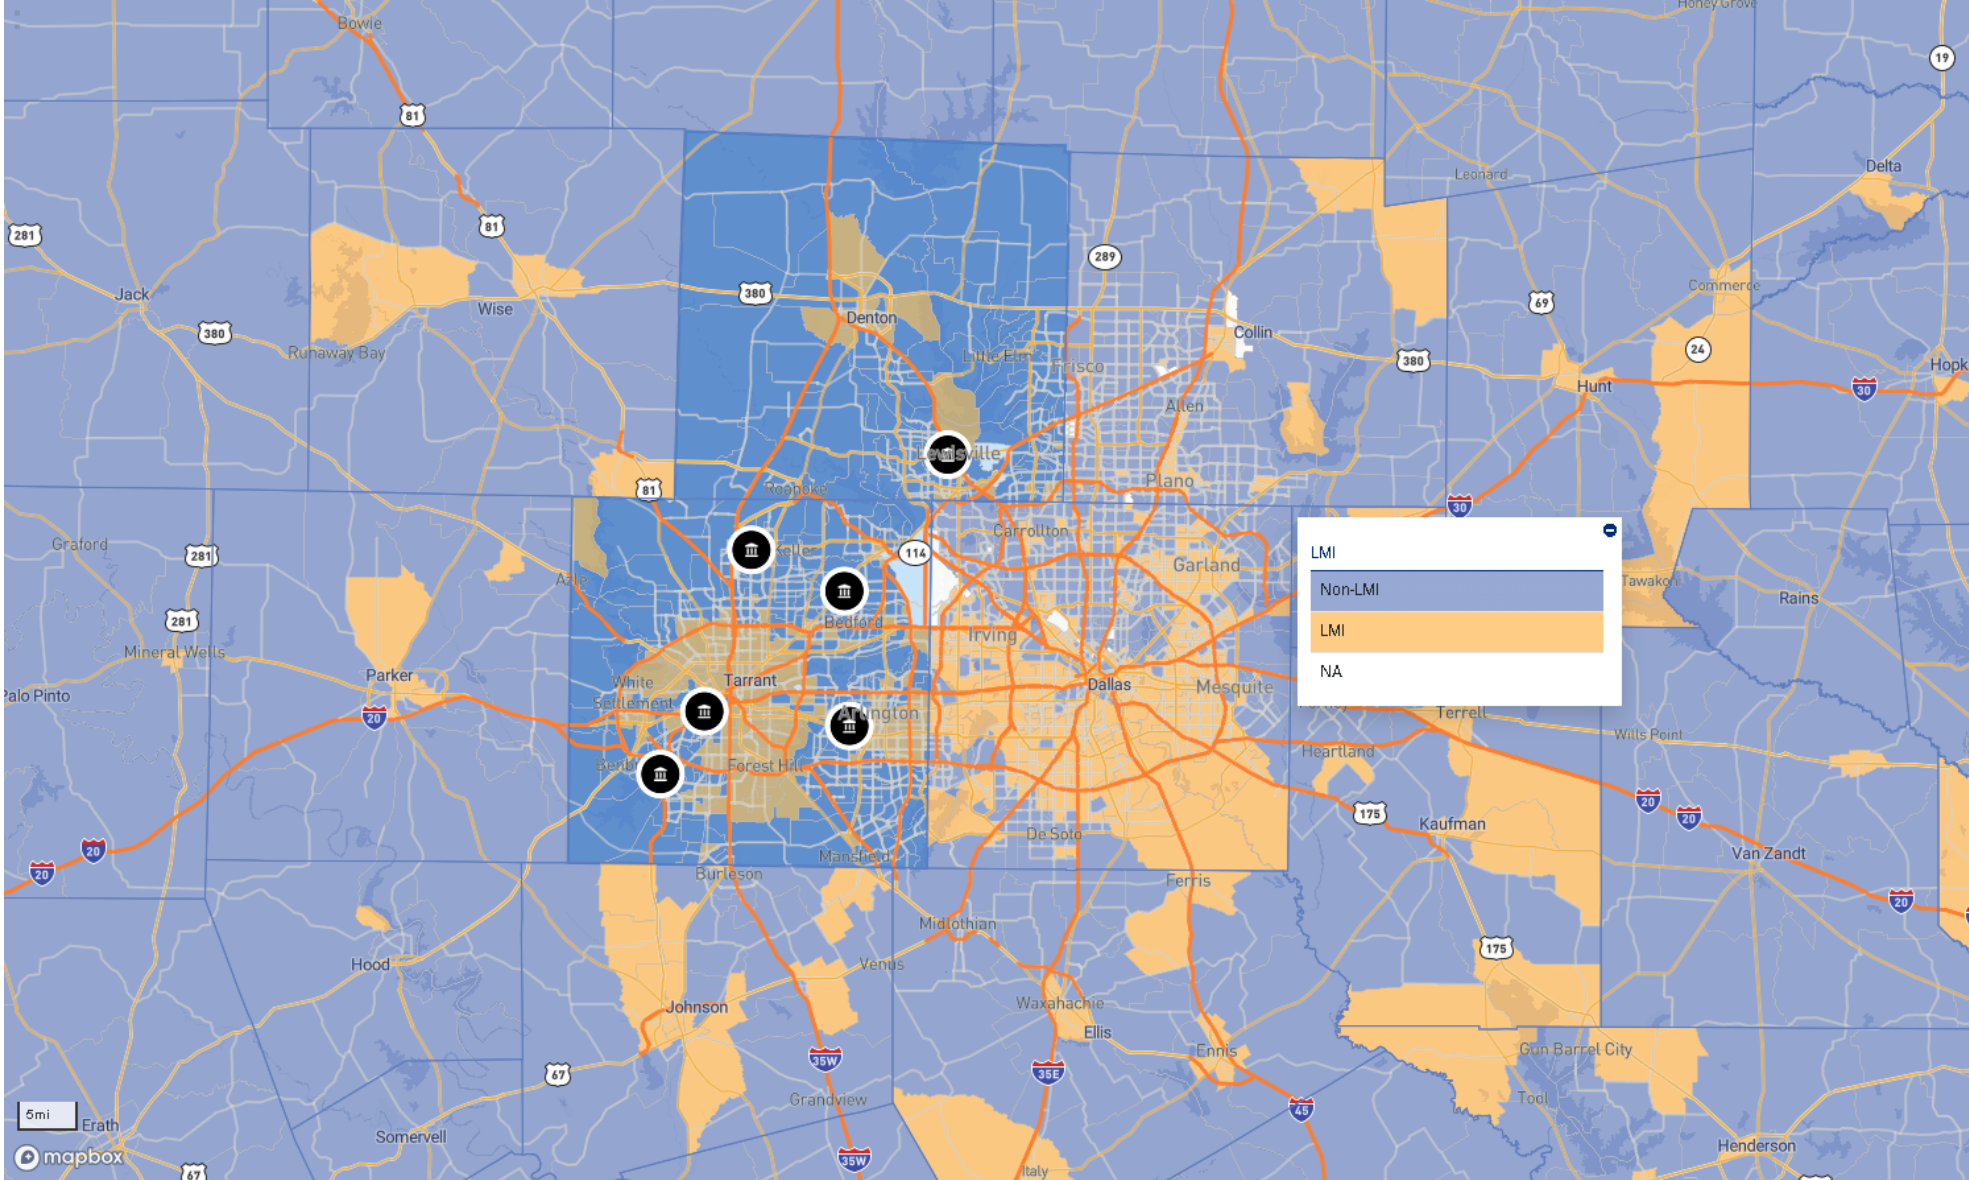 Bowie
Honey Grove
19
81
Delta
Leonard
281
81
289
Commerce
Jack
380
Wise
380
Denton
69
Collin
24
Runaway Bay
Little Elm
Frisco
380
Hunt
30
Allen
Lewisville
81
Roanoke
Plano
30
Graford
281
Keller
114
Carrollton
Garland
LMI
Non-LMI
LMI
NA
Azle
Tawakoni
Rains
281
Bedford
Irving
Mineral Wells
Parker
White
Settlement
Tarrant
Dallas
Mesquite
Palo Pinto
20
Arlington
Terrell
Wills Point
Heartland
Forest Hill
20
20
20
175
Kaufman
De Soto
Van Zandt
20
Mansfield
Burleson
Ferris
20
Midlothian
175
Hood
Venus
Johnson
Waxahachie
Ellis
Ennis
Gun Barrel City
35W
67
35E
Grandview
45
Tool
5mi
Erath
Somervell
Henderson
mapbox
67
35W
Italy